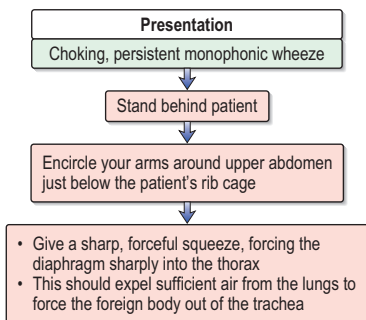 Presentation
Choking, persistent monophonic wheeze
Stand behind patient
Encircle your arms around upper abdomen
just below the patient's rib cage
• Give a sharp, forceful squeeze, forcing the
diaphragm sharply into the thorax
• This should expel sufficient air from the lungs to
force the foreign body out of the trachea